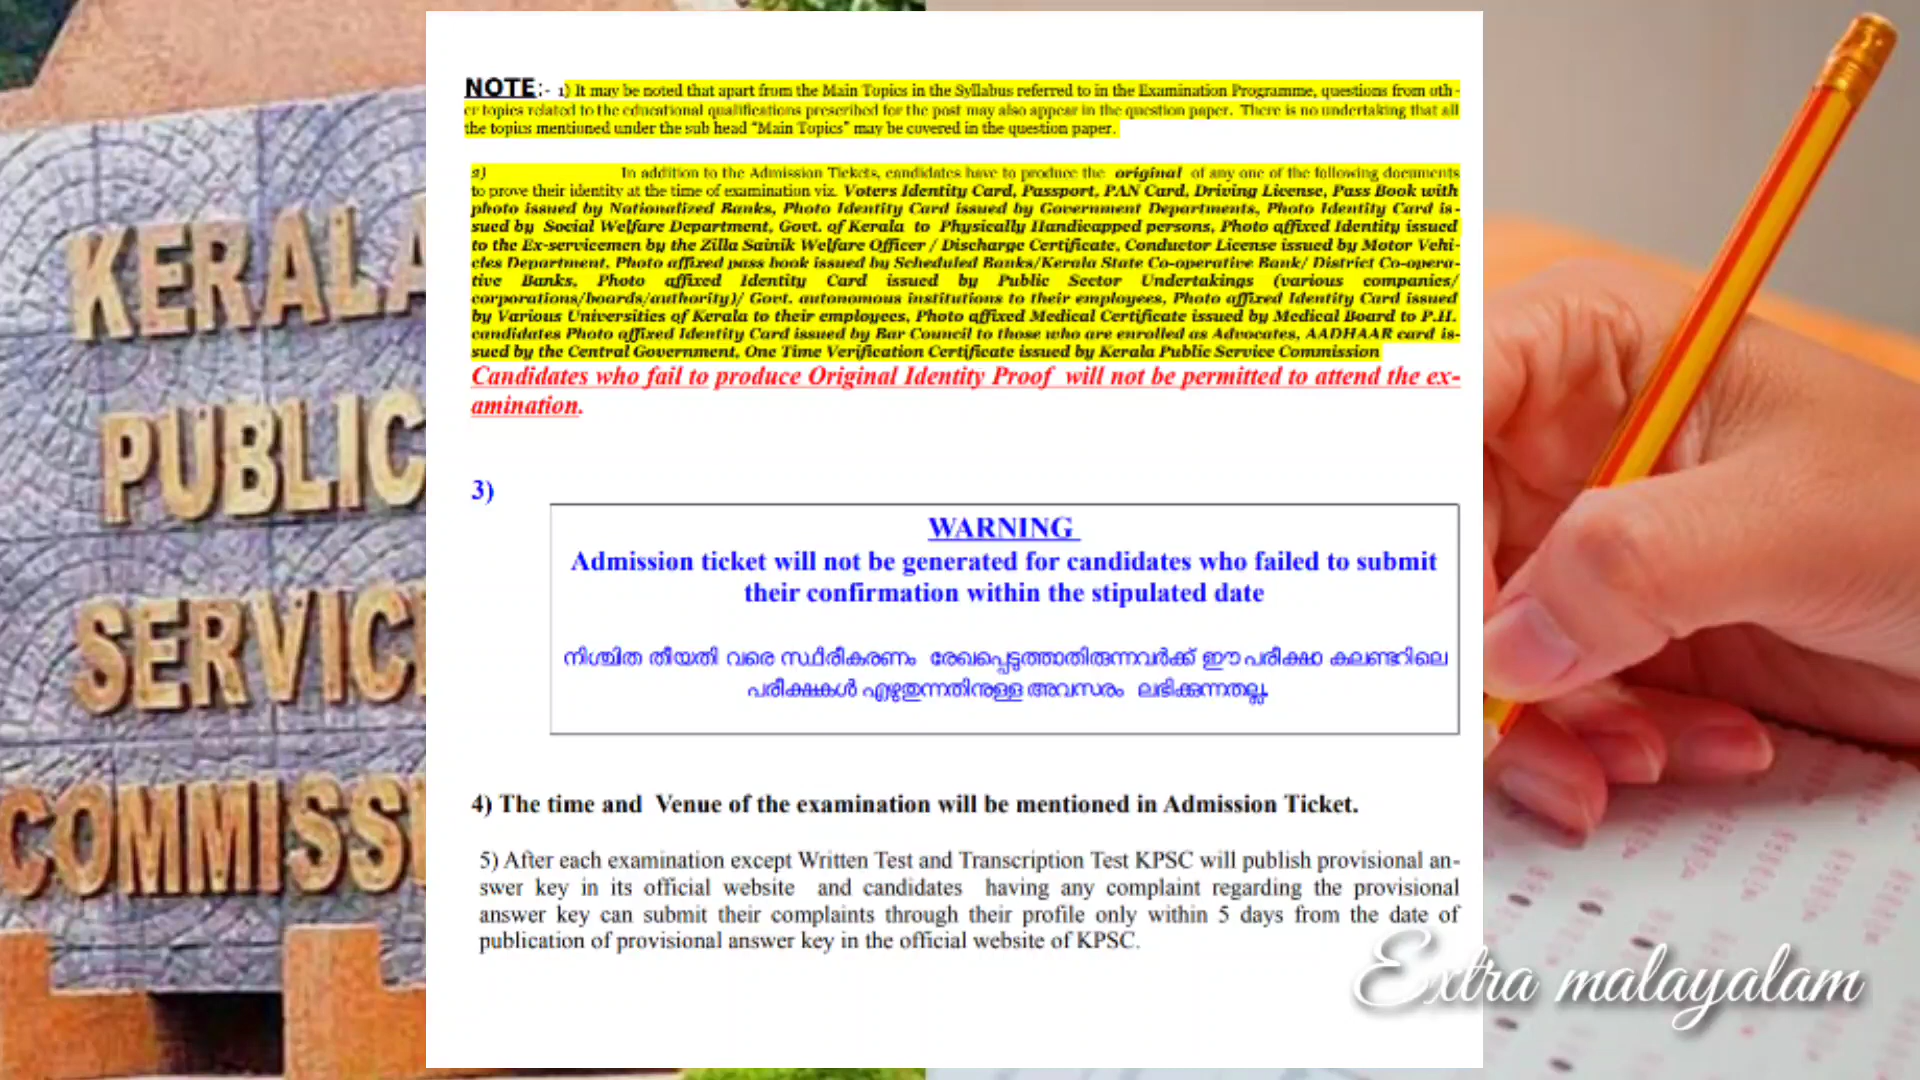 KERALA
PUBLIC
SERVIC
COMMISS
NOTE:- 1) It may be noted that apart from the Main Topics in the Syllabus referred to in the Examination Programme, questions from oth-
er topics related to the educational qualifications prescribed for the post may also appear in the question paper. There is no undertaking that all
the topics mentioned under the sub head "Main Topics" may be covered in the question paper.
2) In addition to the Admission Tickets, candidates have to produce the original of any one of the following documents
to prove their identity at the time of examination viz. Voters Identity Card, Passport, PAN Card, Driving License, Pass Book with
photo issued by Nationalized Banks, Photo Identity Card issued by Government Departments, Photo Identity Card is-
sued by Social Welfare Department, Govt. of Kerala to Physically Handicapped persons, Photo affixed Identity issued
to the Ex-servicemen by the Zilla Sainik Welfare Officer / Discharge Certificate, Conductor License issued by Motor Vehi-
cles Department, Photo affixed pass book issued by Scheduled Banks/Kerala State Co-operative Bank/ District Co-opera-
tive Banks, Photo affixed Identity Card issued by Public Sector Undertakings (various companies/
corporations/boards/authority)/ Govt. autonomous institutions to their employees, Photo affixed Identity Card issued
by Various Universities of Kerala to their employees, Photo affixed Medical Certificate issued by Medical Board to P.H.
candidates Photo affixed Identity Card issued by Bar Council to those who are enrolled as Advocates, AADHAAR card is-
sued by the Central Government, One Time Verification Certificate issued by Kerala Public Service Commission
Candidates who fail to produce Original Identity Proof will not be permitted to attend the ex-
amination.
3)
WARNING
Admission ticket will not be generated for candidates who failed to submit
their confirmation within the stipulated date
നിശ്ചിത തീയതി വരെ സ്ഥിരീകരണം രേഖപ്പെടുത്താതിരുന്നവർക്ക് ഈ പരീക്ഷാ കലണ്ടറിലെ
പരീക്ഷകൾ എഴുതുന്നതിനുള്ള അവസരം ലഭിക്കുന്നതല്ല.
4) The time and Venue of the examination will be mentioned in Admission Ticket.
5) After each examination except Written Test and Transcription Test KPSC will publish provisional an-
swer key in its official website and candidates having any complaint regarding the provisional
answer key can submit their complaints through their profile only within 5 days from the date of
publication of provisional answer key in the official website of KPSC.
Extra malayalam